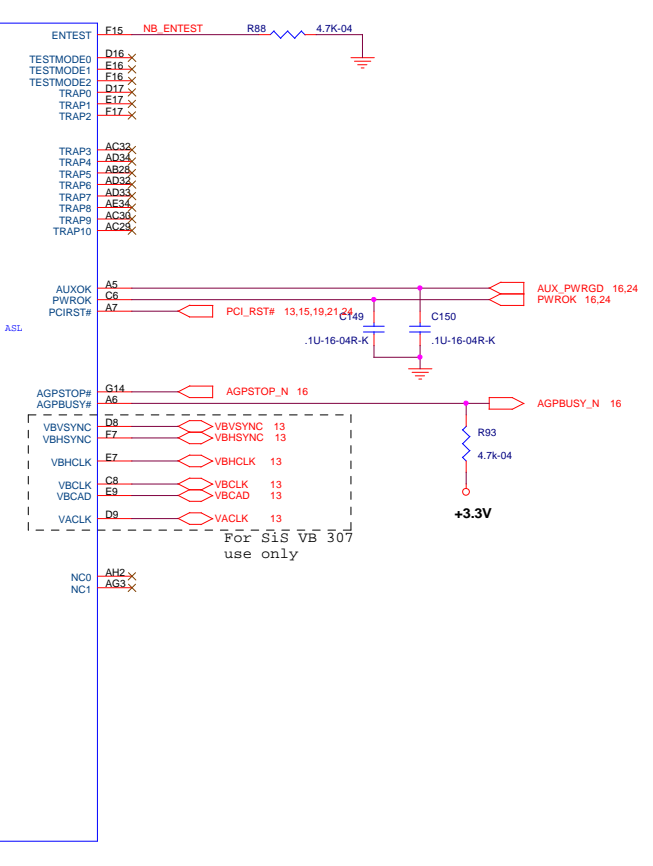 ENTEST F15 NB_ENTEST R88 4.7K-04
TESTMODE0 D16
TESTMODE1 E16
TESTMODE2 F16
TRAP0 D17
TRAP1 E17
TRAP2 F17
TRAP3 AC32
TRAP4 AD34
TRAP5 AB28
TRAP6 AD32
TRAP7 AD33
TRAP8 AE34
TRAP9 AC30
TRAP10 AC29
AUXOK A5 AUX_PWRGD 16,24
PWROK C6 PWROK 16,24
PCIRST# A7 PCI_RST# 13,15,19,21,24
C149 C150
ASL
.1U-16-04R-K .1U-16-04R-K
AGPSTOP# G14 AGPSTOP_N 16
AGPBUSY# A6 AGPBUSY_N 16
VBVSYNC D8 VBVSYNC 13
VBHSYNC F7 VBHSYNC 13
R93
4.7k-04
VBHCLK E7 VBHCLK 13
VBCLK C8 VBCLK 13
VBCAD E9 VBCAD 13
+3.3V
VACLK D9 VACLK 13
For SiS VB 307
use only
NC0 AH2
NC1 AG3